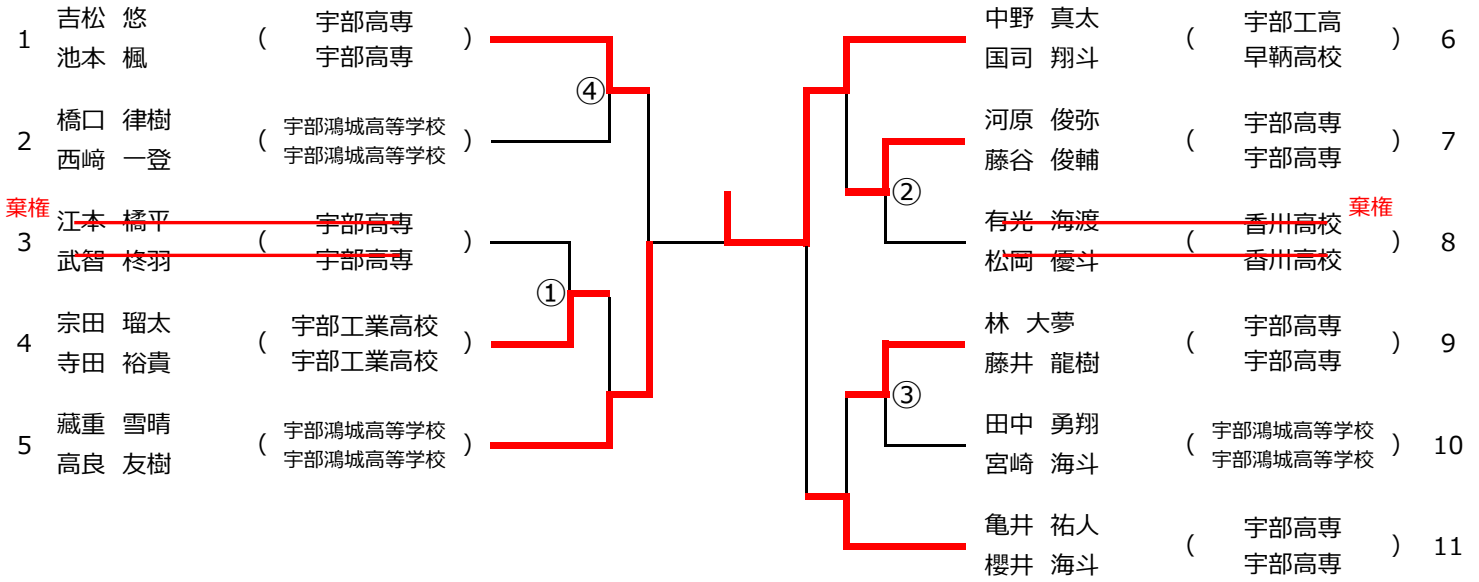 吉松 悠
1 ( 宇部高専 )
池本 楓 宇部高専
橋口 律樹 宇部鴻城高等学校
2 ( )
西﨑 一登 宇部鴻城高等学校
棄権
江本 橘平 宇部高専
3 ( )
武智 柊羽 宇部高専
宗田 瑠太 宇部工業高校
4 ( )
寺田 裕貴 宇部工業高校
藏重 雪晴 宇部鴻城高等学校
5 ( )
高良 友樹 宇部鴻城高等学校
④
①
中野 真太 宇部工高
( ) 6
国司 翔斗 早鞆高校
河原 俊弥 宇部高専
( ) 7
藤谷 俊輔 宇部高専
棄権
有光 海渡 香川高校
( ) 8
松岡 優斗 香川高校
林 大夢 宇部高専
( ) 9
藤井 龍樹 宇部高専
田中 勇翔 宇部鴻城高等学校
( ) 10
宮崎 海斗 宇部鴻城高等学校
亀井 祐人 宇部高専
( ) 11
櫻井 海斗 宇部高専
②
③